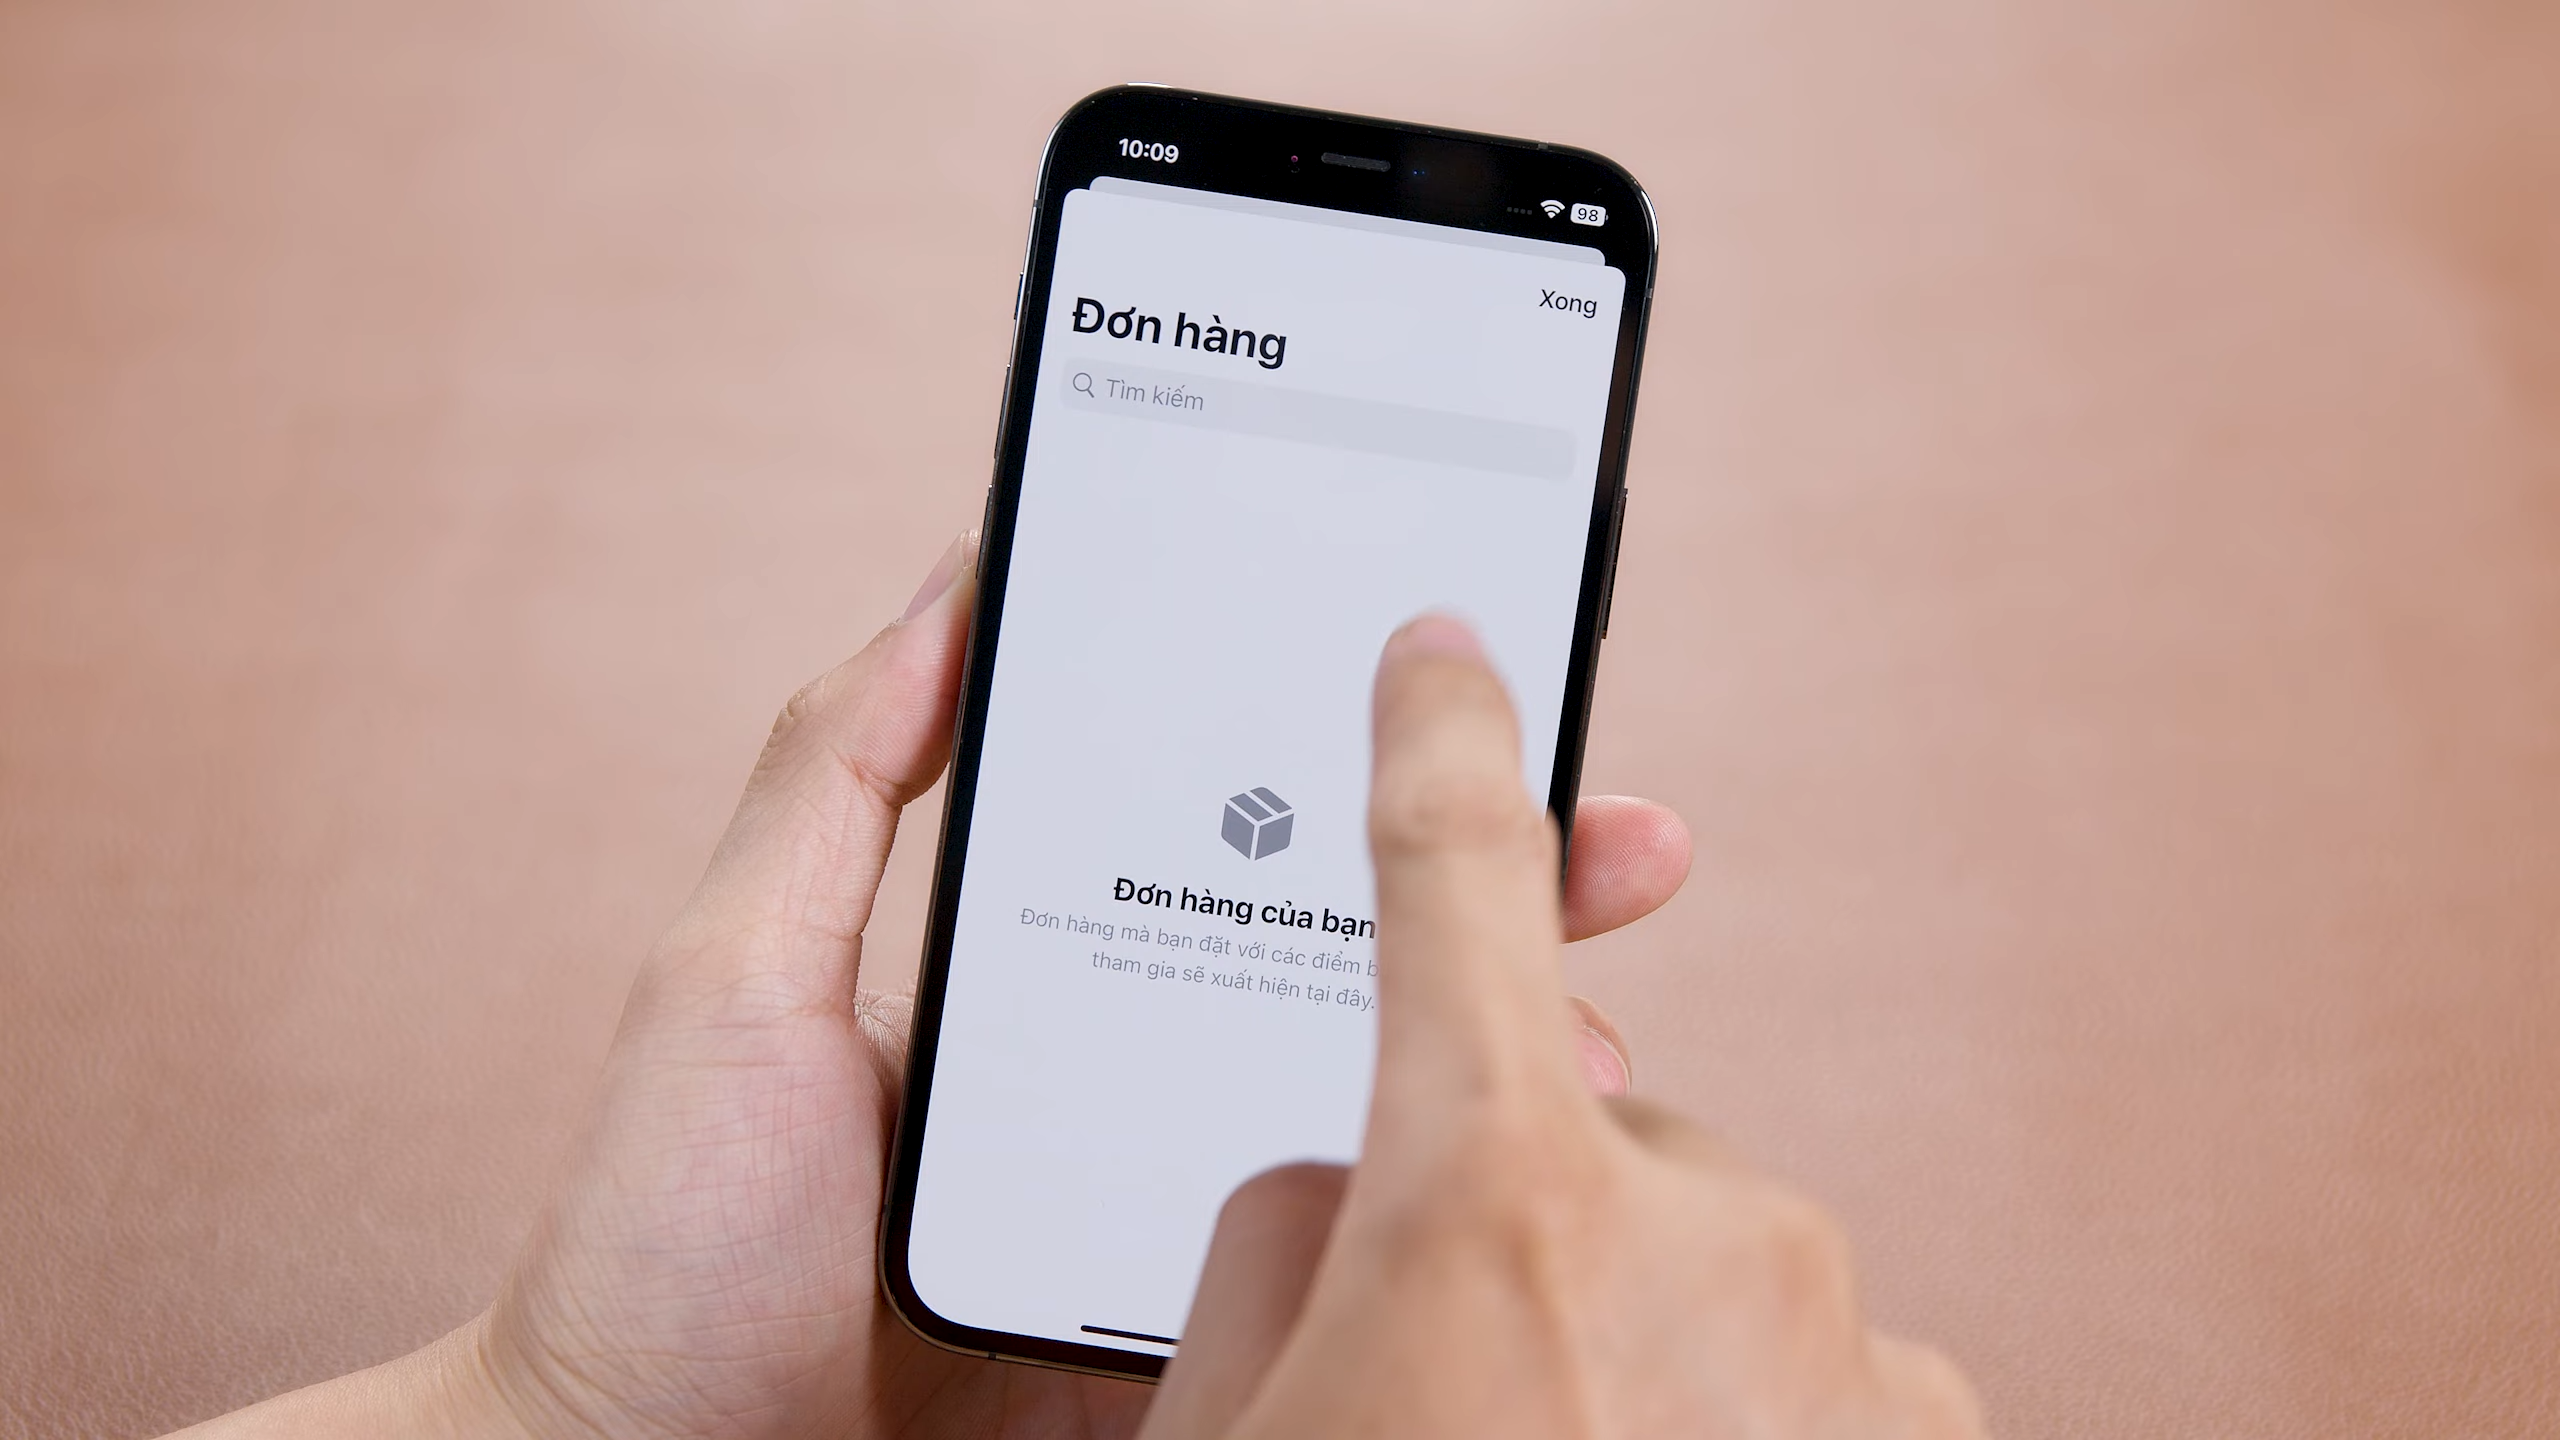 10:09
98
Xong
Đơn hàng
Tìm kiếm
Đơn hàng của bạn
Đơn hàng mà bạn đặt với các điểm
tham gia sẽ xuất hiện tại đây.